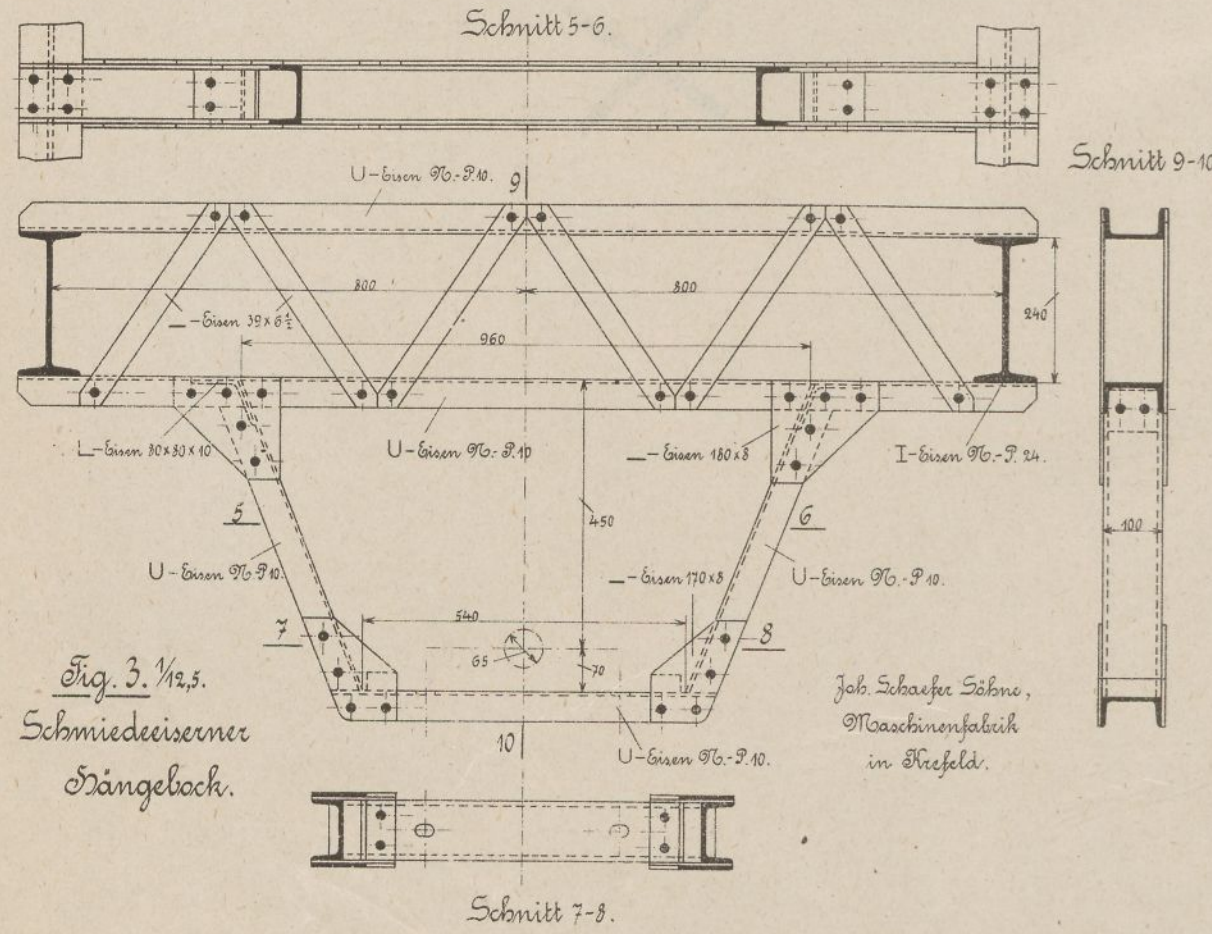 Schnitt 5-6.
Schnitt 9-10
U-Eisen N.-P. 10.
9
800
800
240
— -Eisen 39 x 6 ½
960
L-Eisen 80 x 80 x 10
U-Eisen N.-P. 10
— -Eisen 180 x 8
I-Eisen N.-P. 24.
5
450
6
100
U-Eisen N.-P 10.
— -Eisen 170 x 8
U-Eisen N.-P 10.
540
7
8
65
70
Fig. 3. 1/12,5.
Schmiedeeiserner
Hängebock.
Joh. Schaefer Söhne,
Maschinenfabrik
in Krefeld.
10
U-Eisen N.-P. 10.
Schnitt 7-8.